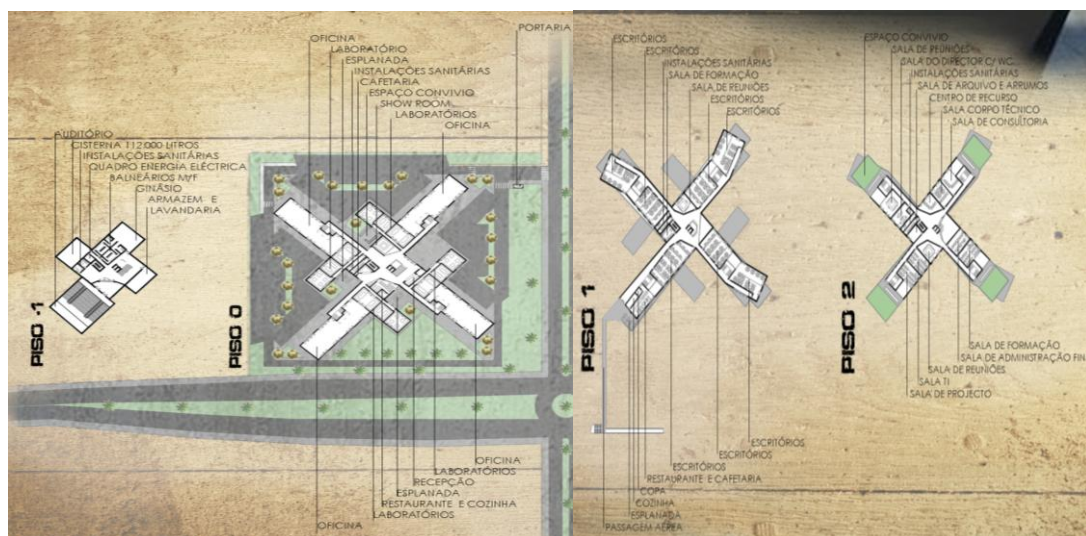 AUDITÓRIO
CISTERNA 112.000 LITROS
INSTALAÇÕES SANITÁRIAS
QUADRO ENERGIA ELÉCTRICA
BALNEÁRIOS M/F
GINÁSIO
ARMAZEM E
LAVANDARIA
PISO -1
OFICINA
LABORATÓRIO
ESPLANADA
INSTALAÇÕES SANITÁRIAS
CAFETARIA
ESPAÇO CONVIVIO
SHOW ROOM
LABORATÓRIOS
OFICINA
PORTARIA
PISO 0
OFICINA
LABORATÓRIOS
RECEPÇÃO
ESPLANADA
RESTAURANTE E COZINHA
LABORATÓRIOS
OFICINA
ESCRITÓRIOS
ESCRITÓRIOS
INSTALAÇÕES SANITÁRIAS
SALA DE FORMAÇÃO
SALA DE REUNIÕES
ESCRITÓRIOS
ESCRITÓRIOS
PISO 1
ESCRITÓRIOS
ESCRITÓRIOS
ESCRITÓRIOS
RESTAURANTE E CAFETARIA
COPA
COZINHA
ESPLANADA
PASSAGEM AÉREA
ESPAÇO CONVIVIO
SALA DE REUNIÕES
SALA DO DIRECTOR C/ WC
INSTALAÇÕES SANITÁRIAS
SALA DE ARQUIVO E ARRUMOS
CENTRO DE RECURSO
SALA CORPO TÉCNICO
SALA DE CONSULTORIA
PISO 2
SALA DE FORMAÇÃO
SALA DE ADMINISTRAÇÃO FIN
SALA DE REUNIÕES
SALA TI
SALA DE PROJECTO